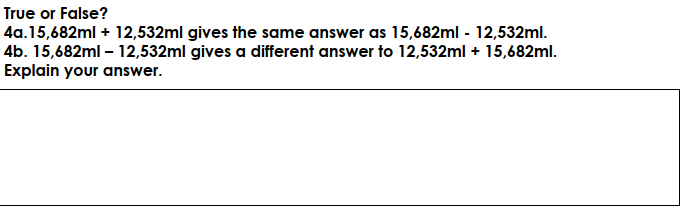 True or False?
4a.15,682ml + 12,532ml gives the same answer as 15,682ml - 12,532ml.
4b. 15,682ml – 12,532ml gives a different answer to 12,532ml + 15,682ml.
Explain your answer.